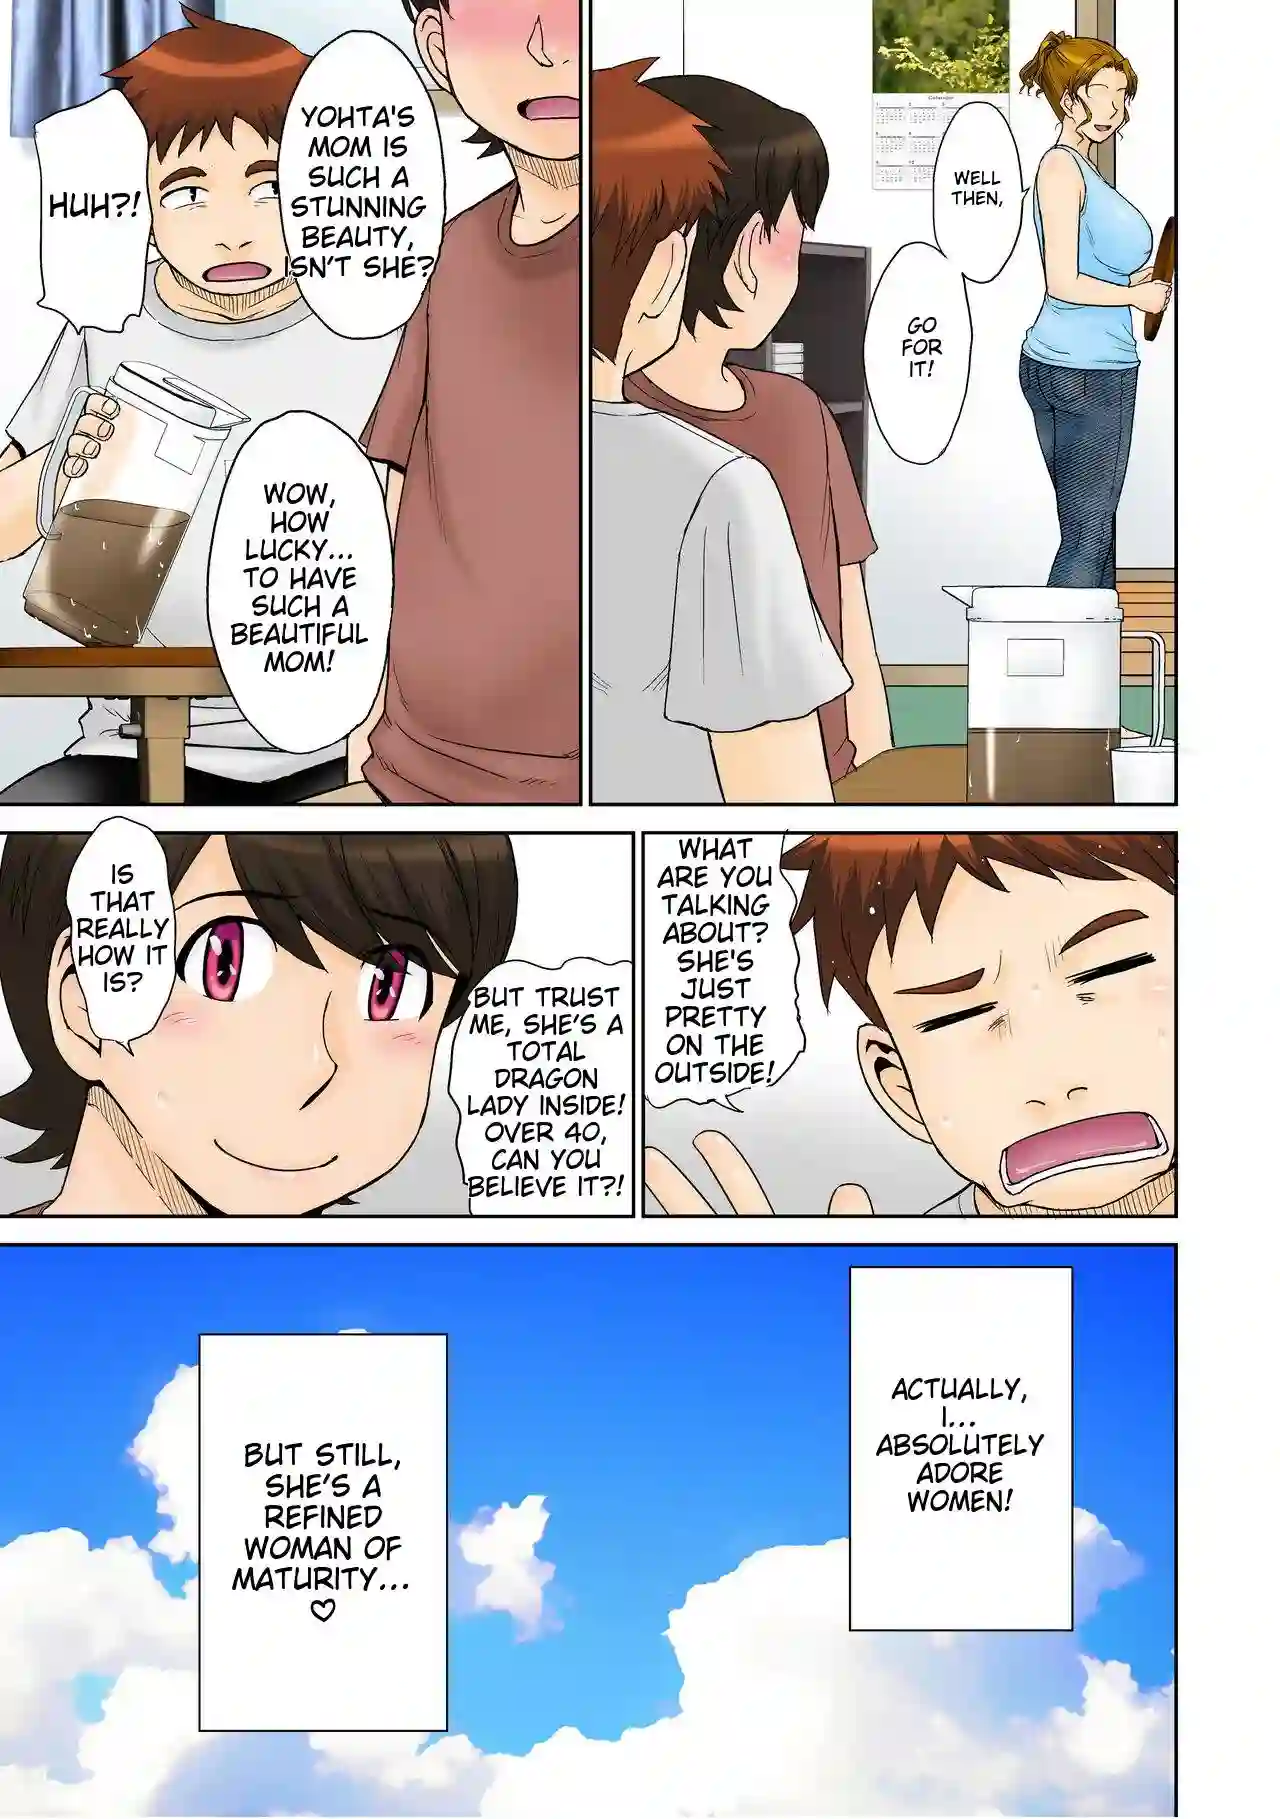 WELL
THEN,
GO
FOR
IT!
YOHTA'S
MOM IS
SUCH A
STUNNING
BEAUTY,
ISN'T SHE?
HUH?!
WOW,
HOW
LUCKY...
TO HAVE
SUCH A
BEAUTIFUL
MOM!
WHAT
ARE YOU
TALKING
ABOUT?
SHE'S
JUST
PRETTY
ON THE
OUTSIDE!
BUT TRUST
ME, SHE'S A
TOTAL
DRAGON
LADY INSIDE!
OVER 40,
CAN YOU
BELIEVE IT?!
IS
THAT
REALLY
HOW IT
IS?
ACTUALLY,
I...
ABSOLUTELY
ADORE
WOMEN!
BUT STILL,
SHE'S A
REFINED
WOMAN OF
MATURITY...
♡